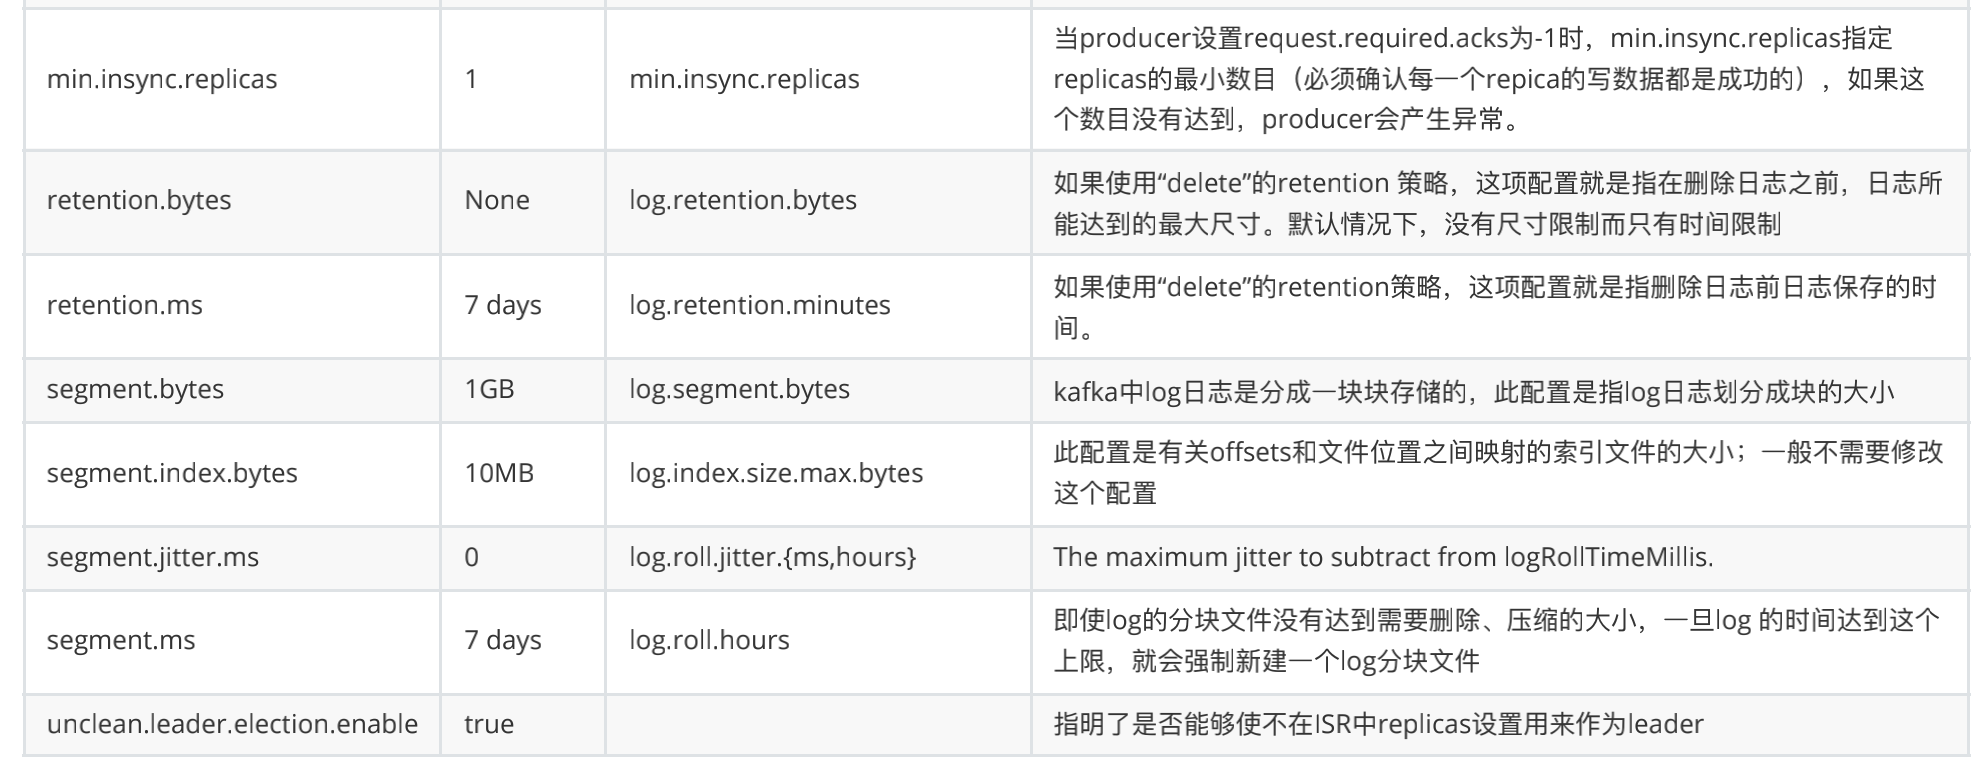 min.insync.replicas
1
min.insync.replicas
当producer设置request.required.acks为-1时，min.insync.replicas指定
replicas的最小数目（必须确认每一个repica的写数据都是成功的），如果这
个数目没有达到，producer会产生异常。
retention.bytes
None
log.retention.bytes
如果使用“delete”的retention 策略，这项配置就是指在删除日志之前，日志所
能达到的最大尺寸。默认情况下，没有尺寸限制而只有时间限制
retention.ms
7 days
log.retention.minutes
如果使用“delete”的retention策略，这项配置就是指删除日志前日志保存的时
间。
segment.bytes
1GB
log.segment.bytes
kafka中log日志是分成一块块存储的，此配置是指log日志划分成块的大小
segment.index.bytes
10MB
log.index.size.max.bytes
此配置是有关offsets和文件位置之间映射的索引文件的大小；一般不需要修改
这个配置
segment.jitter.ms
0
log.roll.jitter.{ms,hours}
The maximum jitter to subtract from logRollTimeMillis.
segment.ms
7 days
log.roll.hours
即使log的分块文件没有达到需要删除、压缩的大小，一旦log 的时间达到这个
上限，就会强制新建一个log分块文件
unclean.leader.election.enable
true
指明了是否能够使不在ISR中replicas设置用来作为leader